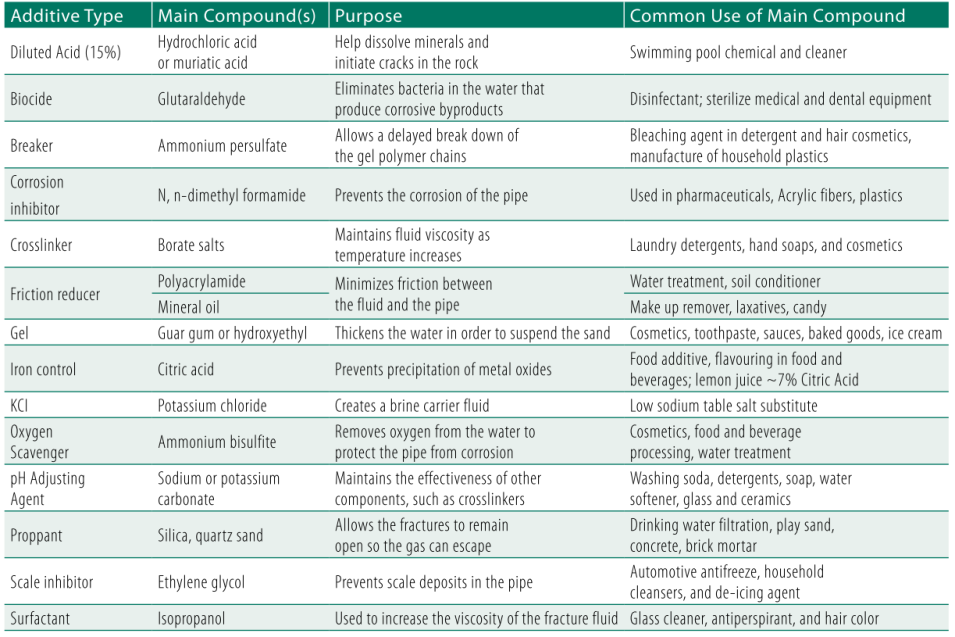 Additive Type Main Compound(s) Purpose Common Use of Main Compound
Diluted Acid (15%) Hydrochloric acid or muriatic acid Help dissolve minerals and initiate cracks in the rock Swimming pool chemical and cleaner
Biocide Glutaraldehyde Eliminates bacteria in the water that produce corrosive byproducts Disinfectant; sterilize medical and dental equipment
Breaker Ammonium persulfate Allows a delayed break down of the gel polymer chains Bleaching agent in detergent and hair cosmetics, manufacture of household plastics
Corrosion inhibitor N, n-dimethyl formamide Prevents the corrosion of the pipe Used in pharmaceuticals, Acrylic fibers, plastics
Crosslinker Borate salts Maintains fluid viscosity as temperature increases Laundry detergents, hand soaps, and cosmetics
Friction reducer Polyacrylamide Minimizes friction between the fluid and the pipe Water treatment, soil conditioner
Mineral oil Make up remover, laxatives, candy
Gel Guar gum or hydroxyethyl Thickens the water in order to suspend the sand Cosmetics, toothpaste, sauces, baked goods, ice cream
Iron control Citric acid Prevents precipitation of metal oxides Food additive, flavouring in food and beverages; lemon juice ~7% Citric Acid
KCl Potassium chloride Creates a brine carrier fluid Low sodium table salt substitute
Oxygen Scavenger Ammonium bisulfite Removes oxygen from the water to protect the pipe from corrosion Cosmetics, food and beverage processing, water treatment
pH Adjusting Agent Sodium or potassium carbonate Maintains the effectiveness of other components, such as crosslinkers Washing soda, detergents, soap, water softener, glass and ceramics
Proppant Silica, quartz sand Allows the fractures to remain open so the gas can escape Drinking water filtration, play sand, concrete, brick mortar
Scale inhibitor Ethylene glycol Prevents scale deposits in the pipe Automotive antifreeze, household cleansers, and de-icing agent
Surfactant Isopropanol Used to increase the viscosity of the fracture fluid Glass cleaner, antiperspirant, and hair color